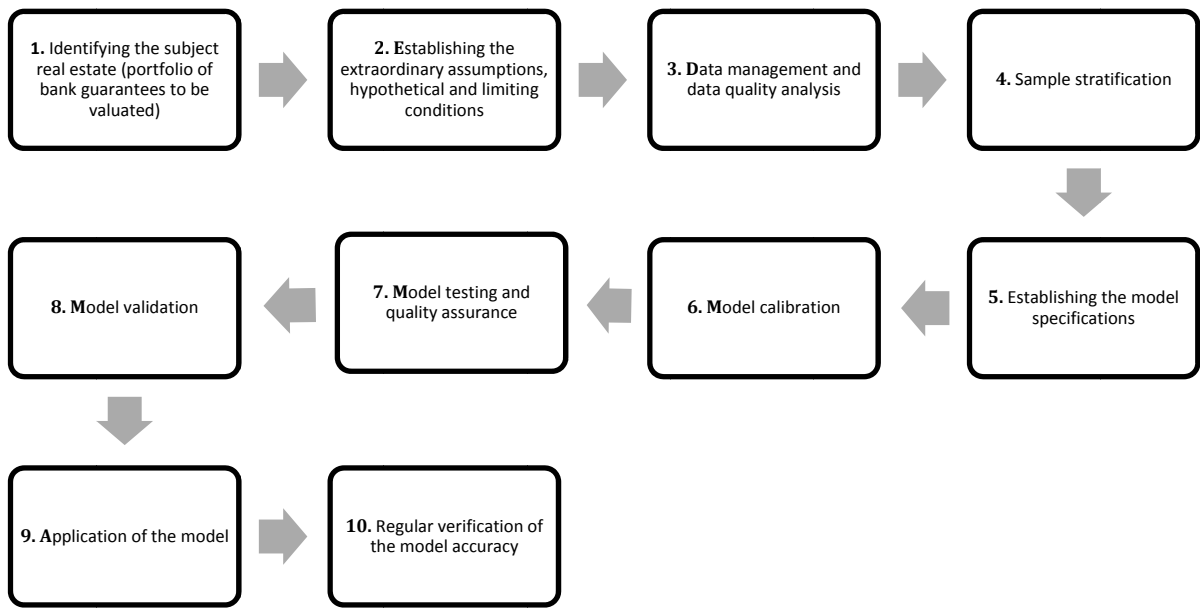 1. Identifying the subject
real estate (portfolio of
bank guarantees to be
valuated)
2. Establishing the
extraordinary assumptions,
hypothetical and limiting
conditions
3. Data management and
data quality analysis
4. Sample stratification
5. Establishing the model
specifications
6. Model calibration
7. Model testing and
quality assurance
8. Model validation
9. Application of the model
10. Regular verification of
the model accuracy